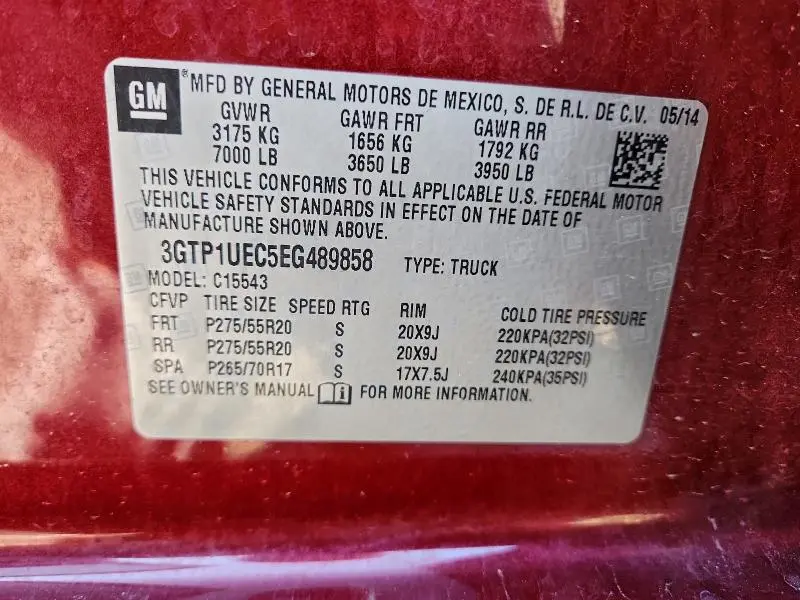 GM ®MFD BY GENERAL MOTORS DE MEXICO, S. DE R.L. DE C.V. 05/14
GVWR GAWR FRT GAWR RR
3175 KG 1656 KG 1792 KG
7000 LB 3650 LB 3950 LB
THIS VEHICLE CONFORMS TO ALL APPLICABLE U.S. FEDERAL MOTOR
VEHICLE SAFETY STANDARDS IN EFFECT ON THE DATE OF
MANUFACTURE SHOWN ABOVE.
3GTP1UEC5EG489858 TYPE: TRUCK
MODEL: C15543
CFVP TIRE SIZE SPEED RTG RIM COLD TIRE PRESSURE
FRT P275/55R20 S 20X9J 220KPA(32PSI)
RR P275/55R20 S 20X9J 220KPA(32PSI)
SPA P265/70R17 S 17X7.5J 240KPA(35PSI)
SEE OWNER'S MANUAL i FOR MORE INFORMATION.